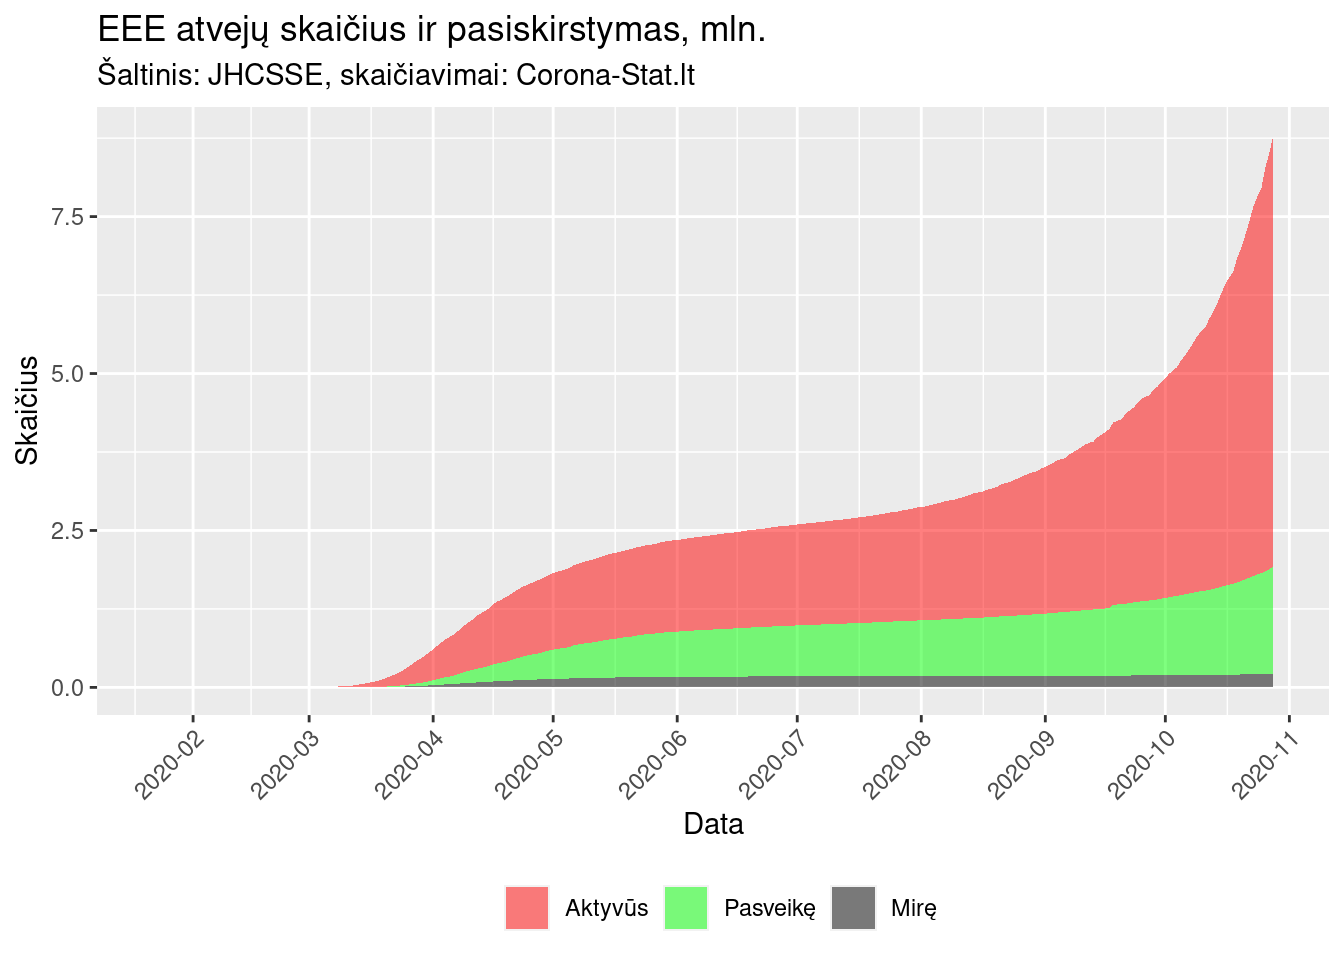 EEE atvejų skaičius ir pasiskirstymas, mln.
Šaltinis: JHCSSE, skaičiavimai: Corona-Stat.lt
Skaičius
7.5
5.0
2.5
0.0
2020-02
2020-03
2020-04
2020-05
2020-06
2020-07
2020-08
2020-09
2020-10
2020-11
Data
Aktyvūs
Pasveikę
Mirę